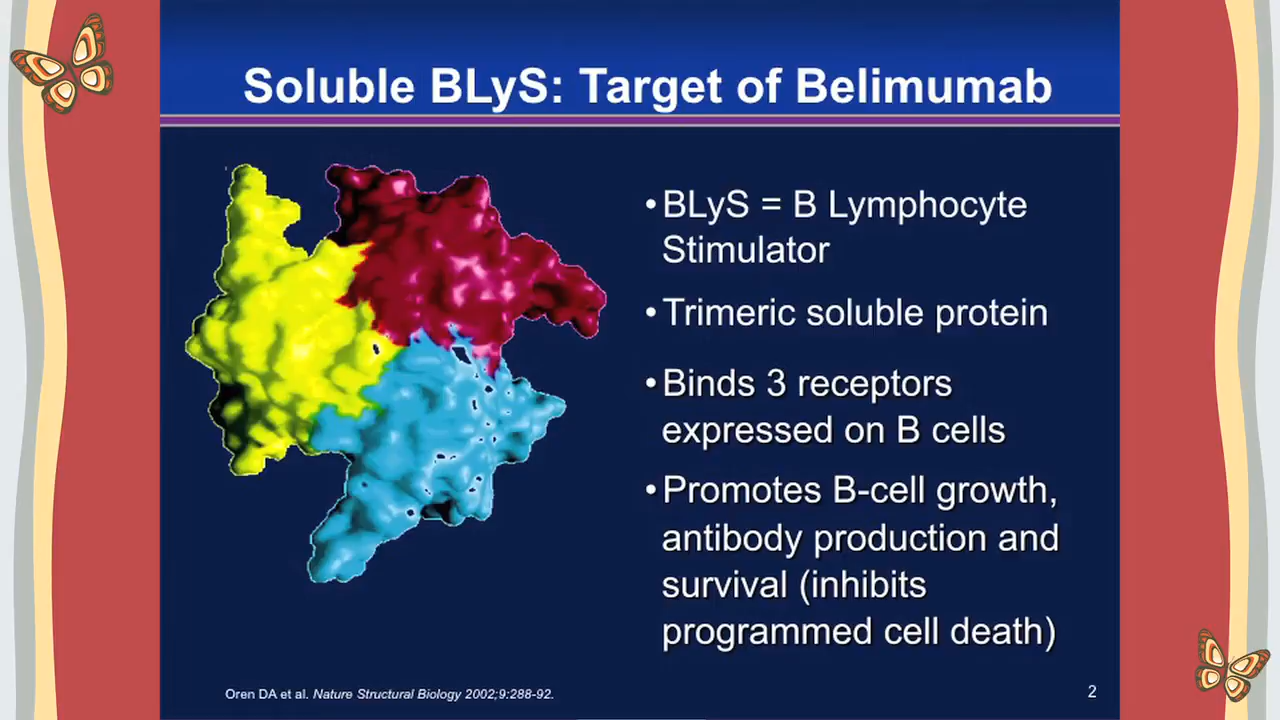 Soluble BLyS: Target of Belimumab
•BLyS = B Lymphocyte
Stimulator
•Trimeric soluble protein
•Binds 3 receptors
expressed on B cells
•Promotes B-cell growth,
antibody production and
survival (inhibits
programmed cell death)
Oren DA et al. Nature Structural Biology 2002;9:288-92.
2